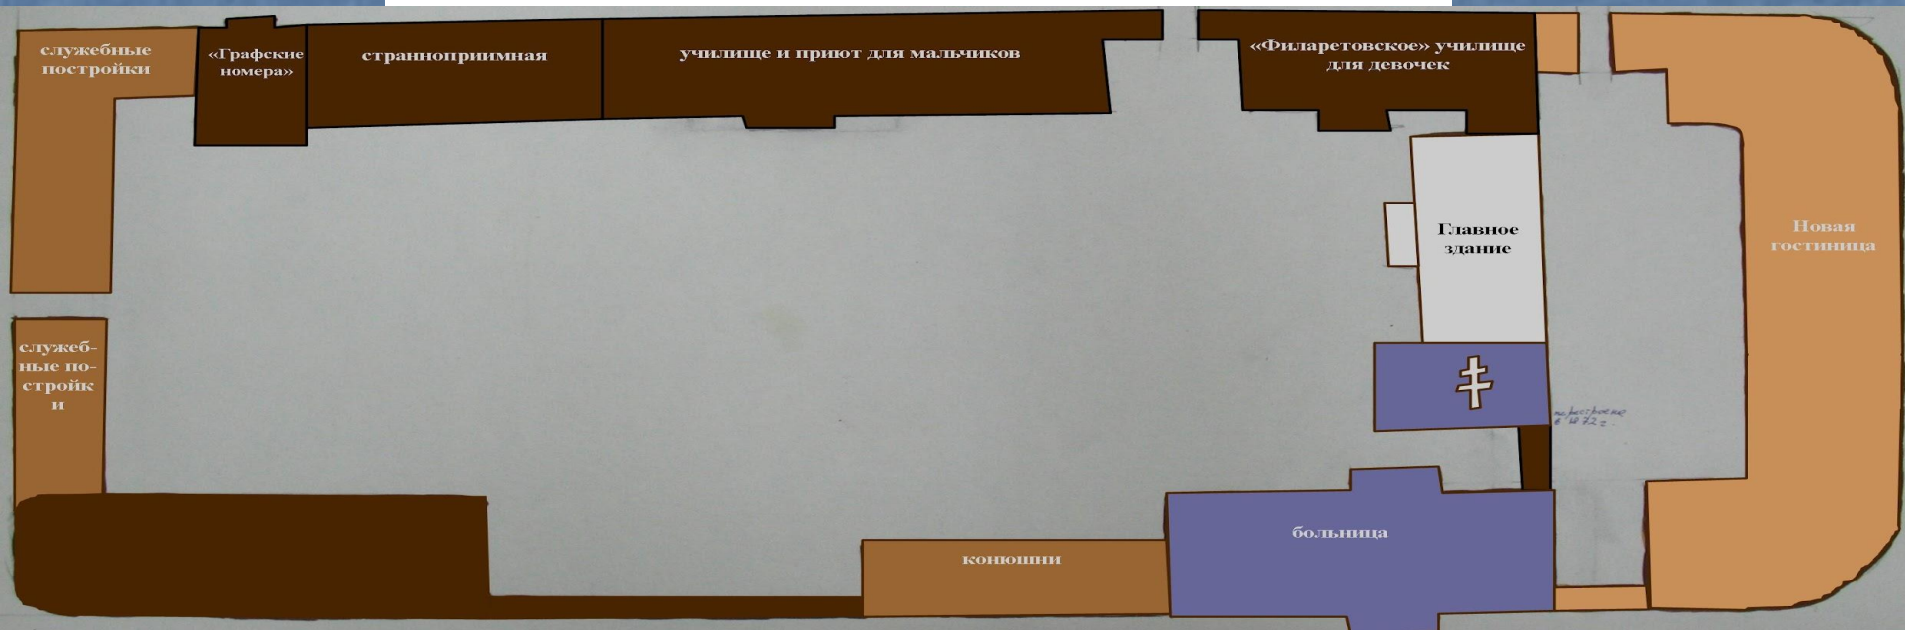 служебные
постройки
«Графские
номера»
странноприимная
училище и приют для мальчиков
«Филаретовское» училище
для девочек
Главное
здание
Новая
гостиница
служеб-
ные по-
стройк
и
в 1872 г.
больница
конюшни